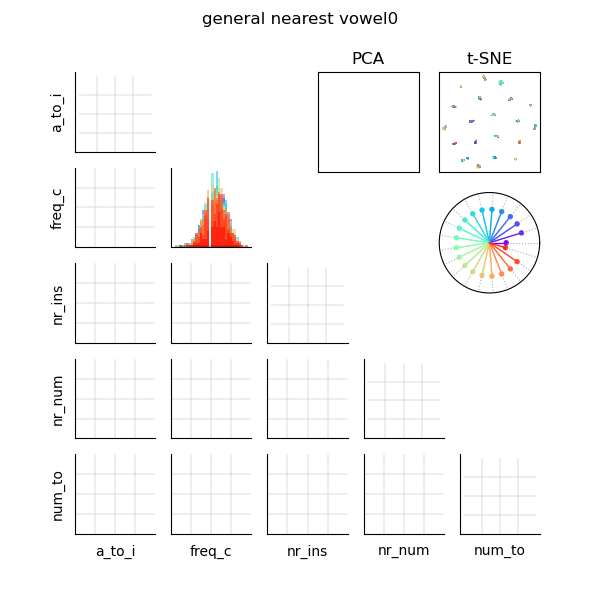 general nearest vowel0
PCA
t-SNE
a_to_i
freq_c
nr_ins
nr_num
num_to
a_to_i
freq_c
nr_ins
nr_num
num_to